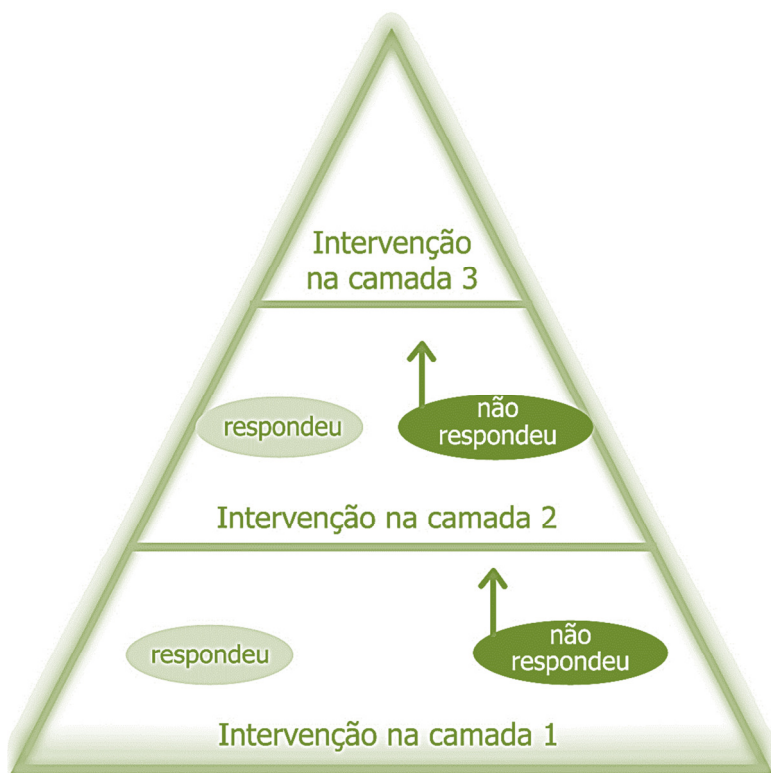 Intervenção
na camada 3
respondeu
não
respondeu
Intervenção na camada 2
respondeu
não
respondeu
Intervenção na camada 1